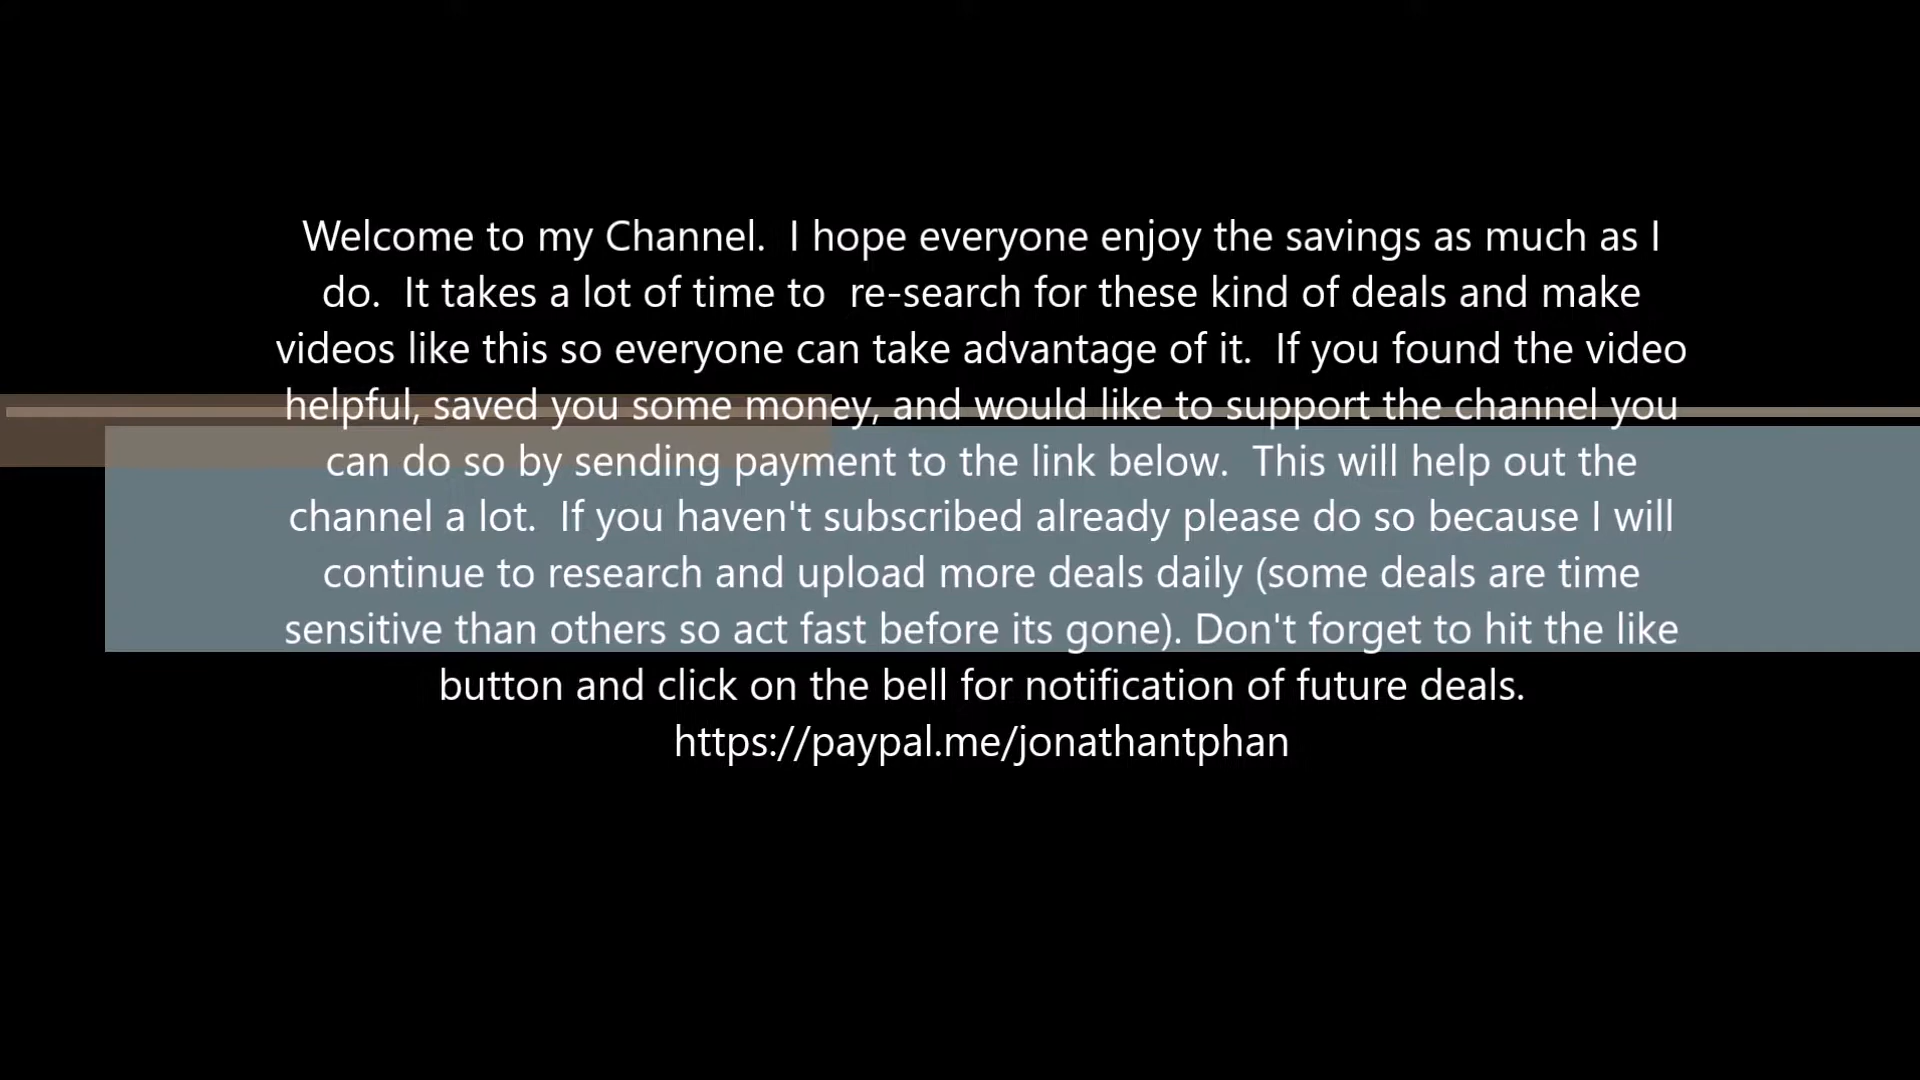 Welcome to my Channel.  I hope everyone enjoy the savings as much as I
do.  It takes a lot of time to  re-search for these kind of deals and make
videos like this so everyone can take advantage of it.  If you found the video
helpful, saved you some money, and would like to support the channel you
can do so by sending payment to the link below.  This will help out the
channel a lot.  If you haven't subscribed already please do so because I will
continue to research and upload more deals daily (some deals are time
sensitive than others so act fast before its gone). Don't forget to hit the like
button and click on the bell for notification of future deals.
https://paypal.me/jonathantphan